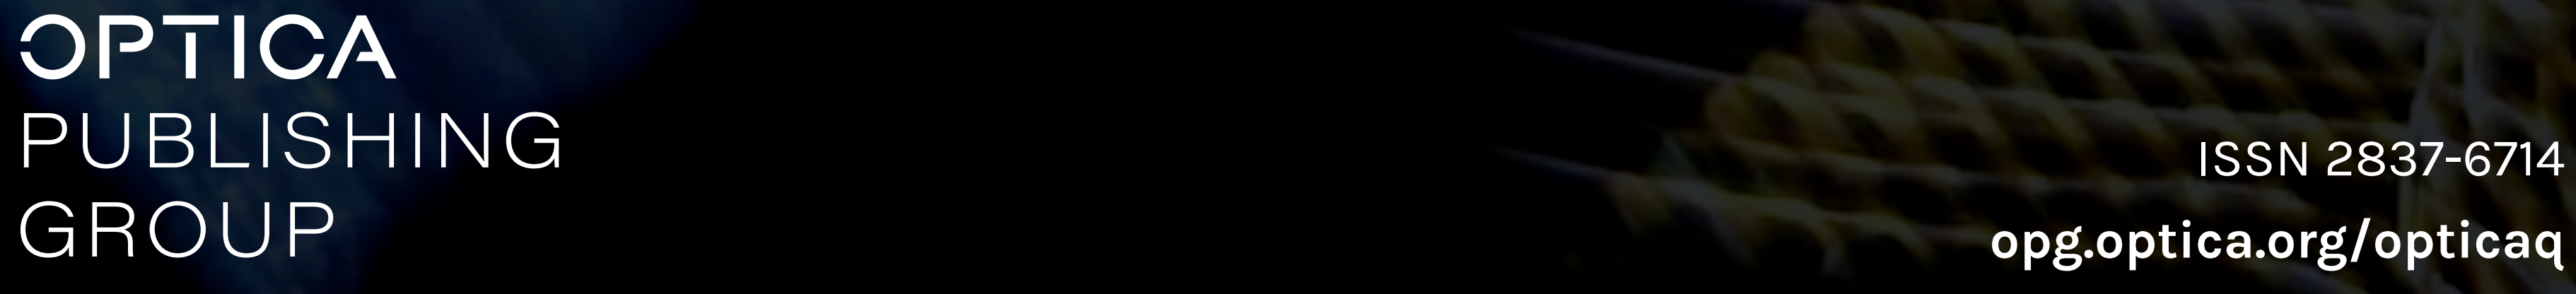 OPTICA
PUBLISHING
GROUP
ISSN 2837-6714
opg.optica.org/opticaq